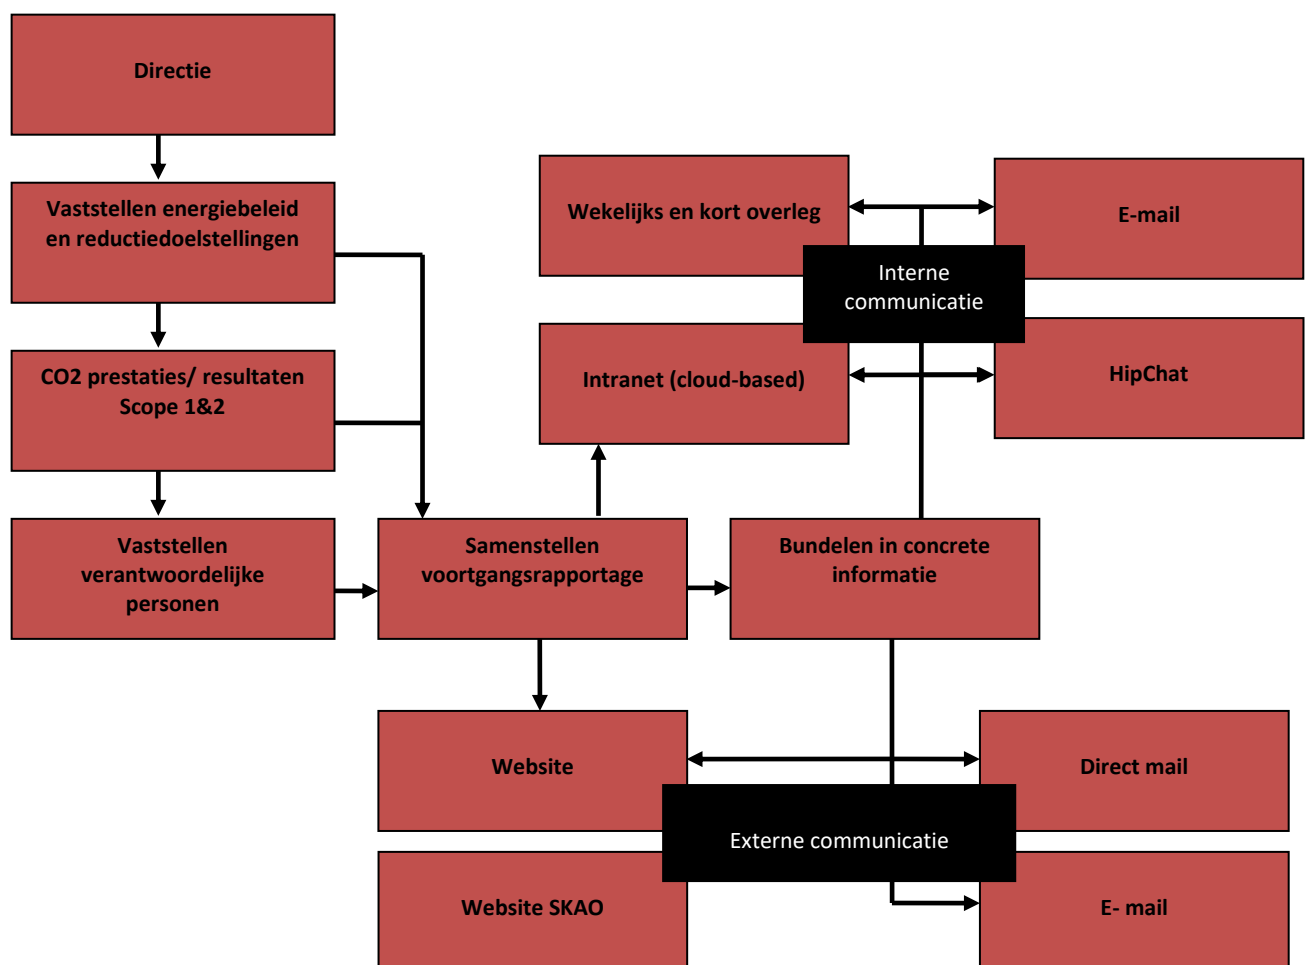 Directie
Vaststellen energiebeleid
en reductiedoelstellingen
CO2 prestaties/ resultaten
Scope 1&2
Vaststellen
verantwoordelijke
personen
Samenstellen
voortgangsrapportage
Bundelen in concrete
informatie
Wekelijks en kort overleg
E-mail
Interne
communicatie
Intranet (cloud-based)
HipChat
Website
Direct mail
Externe communicatie
Website SKAO
E- mail